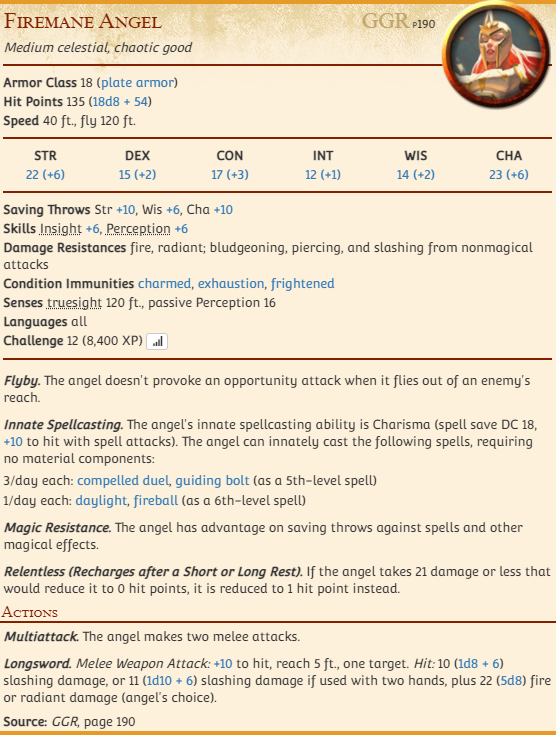 Firemane Angel
GGR p190
Medium celestial, chaotic good
Armor Class 18 (plate armor)
Hit Points 135 (18d8 + 54)
Speed 40 ft., fly 120 ft.
STR DEX CON INT WIS CHA
22 (+6) 15 (+2) 17 (+3) 12 (+1) 14 (+2) 23 (+6)
Saving Throws Str +10, Wis +6, Cha +10
Skills Insight +6, Perception +6
Damage Resistances fire, radiant; bludgeoning, piercing, and slashing from nonmagical
attacks
Condition Immunities charmed, exhaustion, frightened
Senses truesight 120 ft., passive Perception 16
Languages all
Challenge 12 (8,400 XP)
Flyby. The angel doesn't provoke an opportunity attack when it flies out of an enemy's
reach.
Innate Spellcasting. The angel's innate spellcasting ability is Charisma (spell save DC 18,
+10 to hit with spell attacks). The angel can innately cast the following spells, requiring
no material components:
3/day each: compelled duel, guiding bolt (as a 5th-level spell)
1/day each: daylight, fireball (as a 6th-level spell)
Magic Resistance. The angel has advantage on saving throws against spells and other
magical effects.
Relentless (Recharges after a Short or Long Rest). If the angel takes 21 damage or less that
would reduce it to 0 hit points, it is reduced to 1 hit point instead.
Actions
Multiattack. The angel makes two melee attacks.
Longsword. Melee Weapon Attack: +10 to hit, reach 5 ft., one target. Hit: 10 (1d8 + 6)
slashing damage, or 11 (1d10 + 6) slashing damage if used with two hands, plus 22 (5d8) fire
or radiant damage (angel's choice).
Source: GGR, page 190